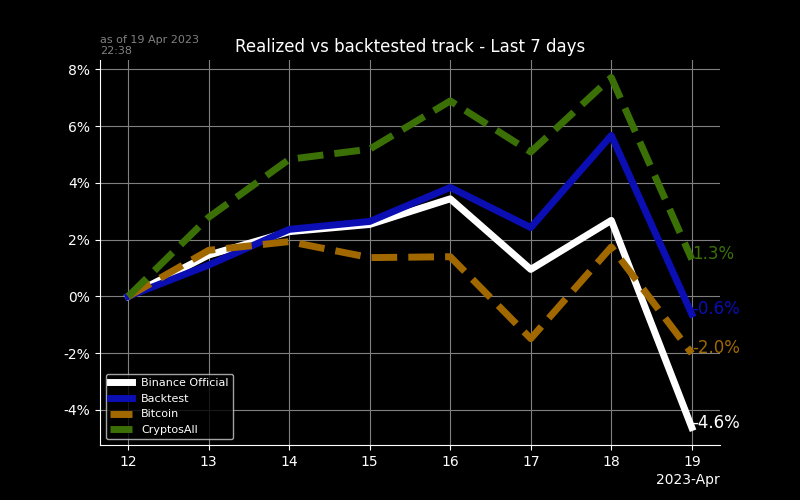 as of 19 Apr 2023
22:38
Realized vs backtested track - Last 7 days
8%
6%
4%
2%
0%
-2%
-4%
1.3%
-0.6%
-2.0%
-4.6%
Binance Official
Backtest
Bitcoin
CryptosAll
12 13 14 15 16 17 18 19
2023-Apr